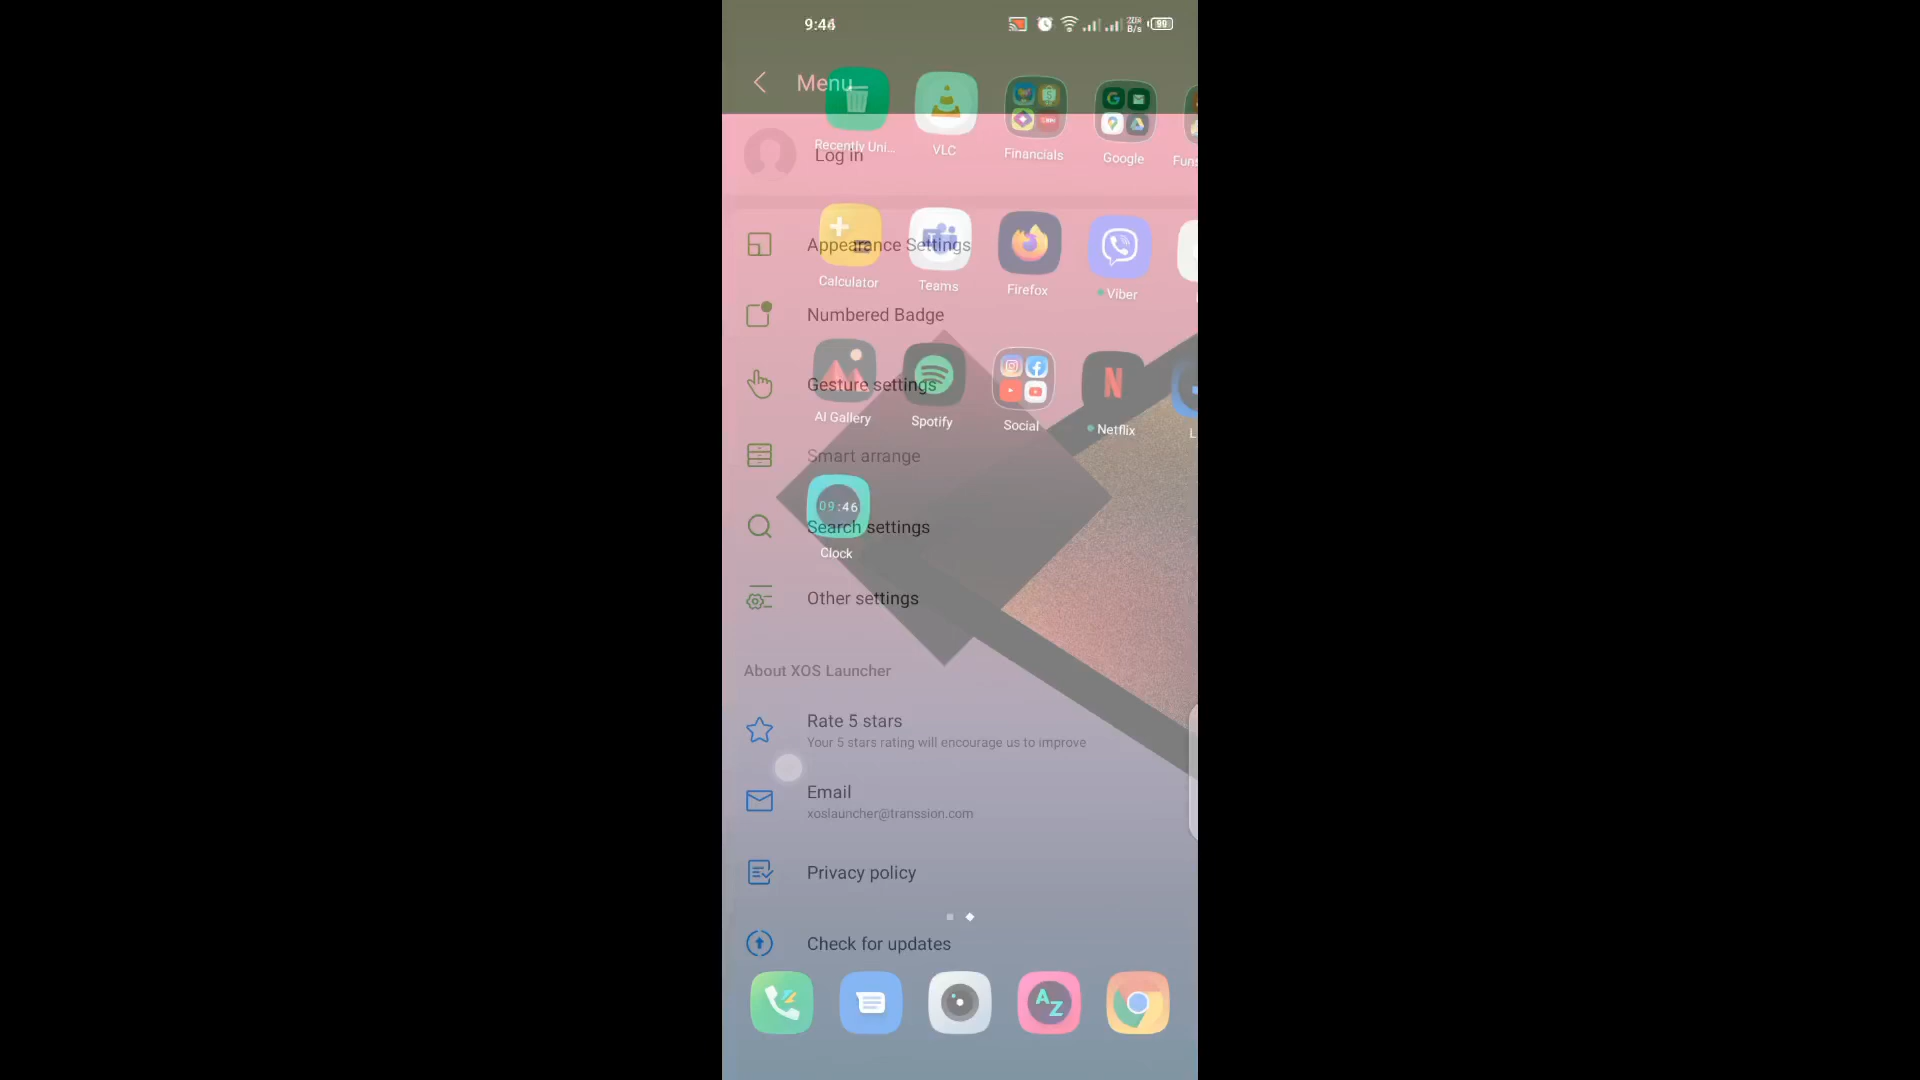 9:44
B/s
99
Menu
Recently Uni...
VLC
Financials
Google
Log in
Calculator
Teams
Firefox
Viber
Appearance Settings
Numbered Badge
Gesture settings
AI Gallery
Spotify
Social
Netflix
Smart arrange
09:46
Search settings
Clock
Other settings
About XOS Launcher
Rate 5 stars
Your 5 stars rating will encourage us to improve
Email
xoslauncher@transsion.com
Privacy policy
Check for updates
AZ